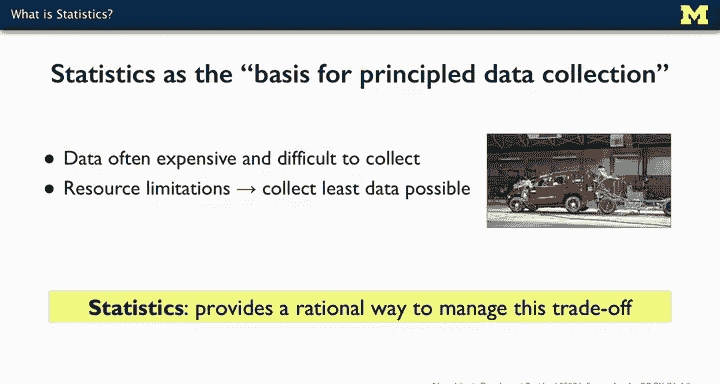 What is Statistics?
M
Statistics as the “basis for principled data collection”
● Data often expensive and difficult to collect
● Resource limitations → collect least data possible
Statistics: provides a rational way to manage this trade-off